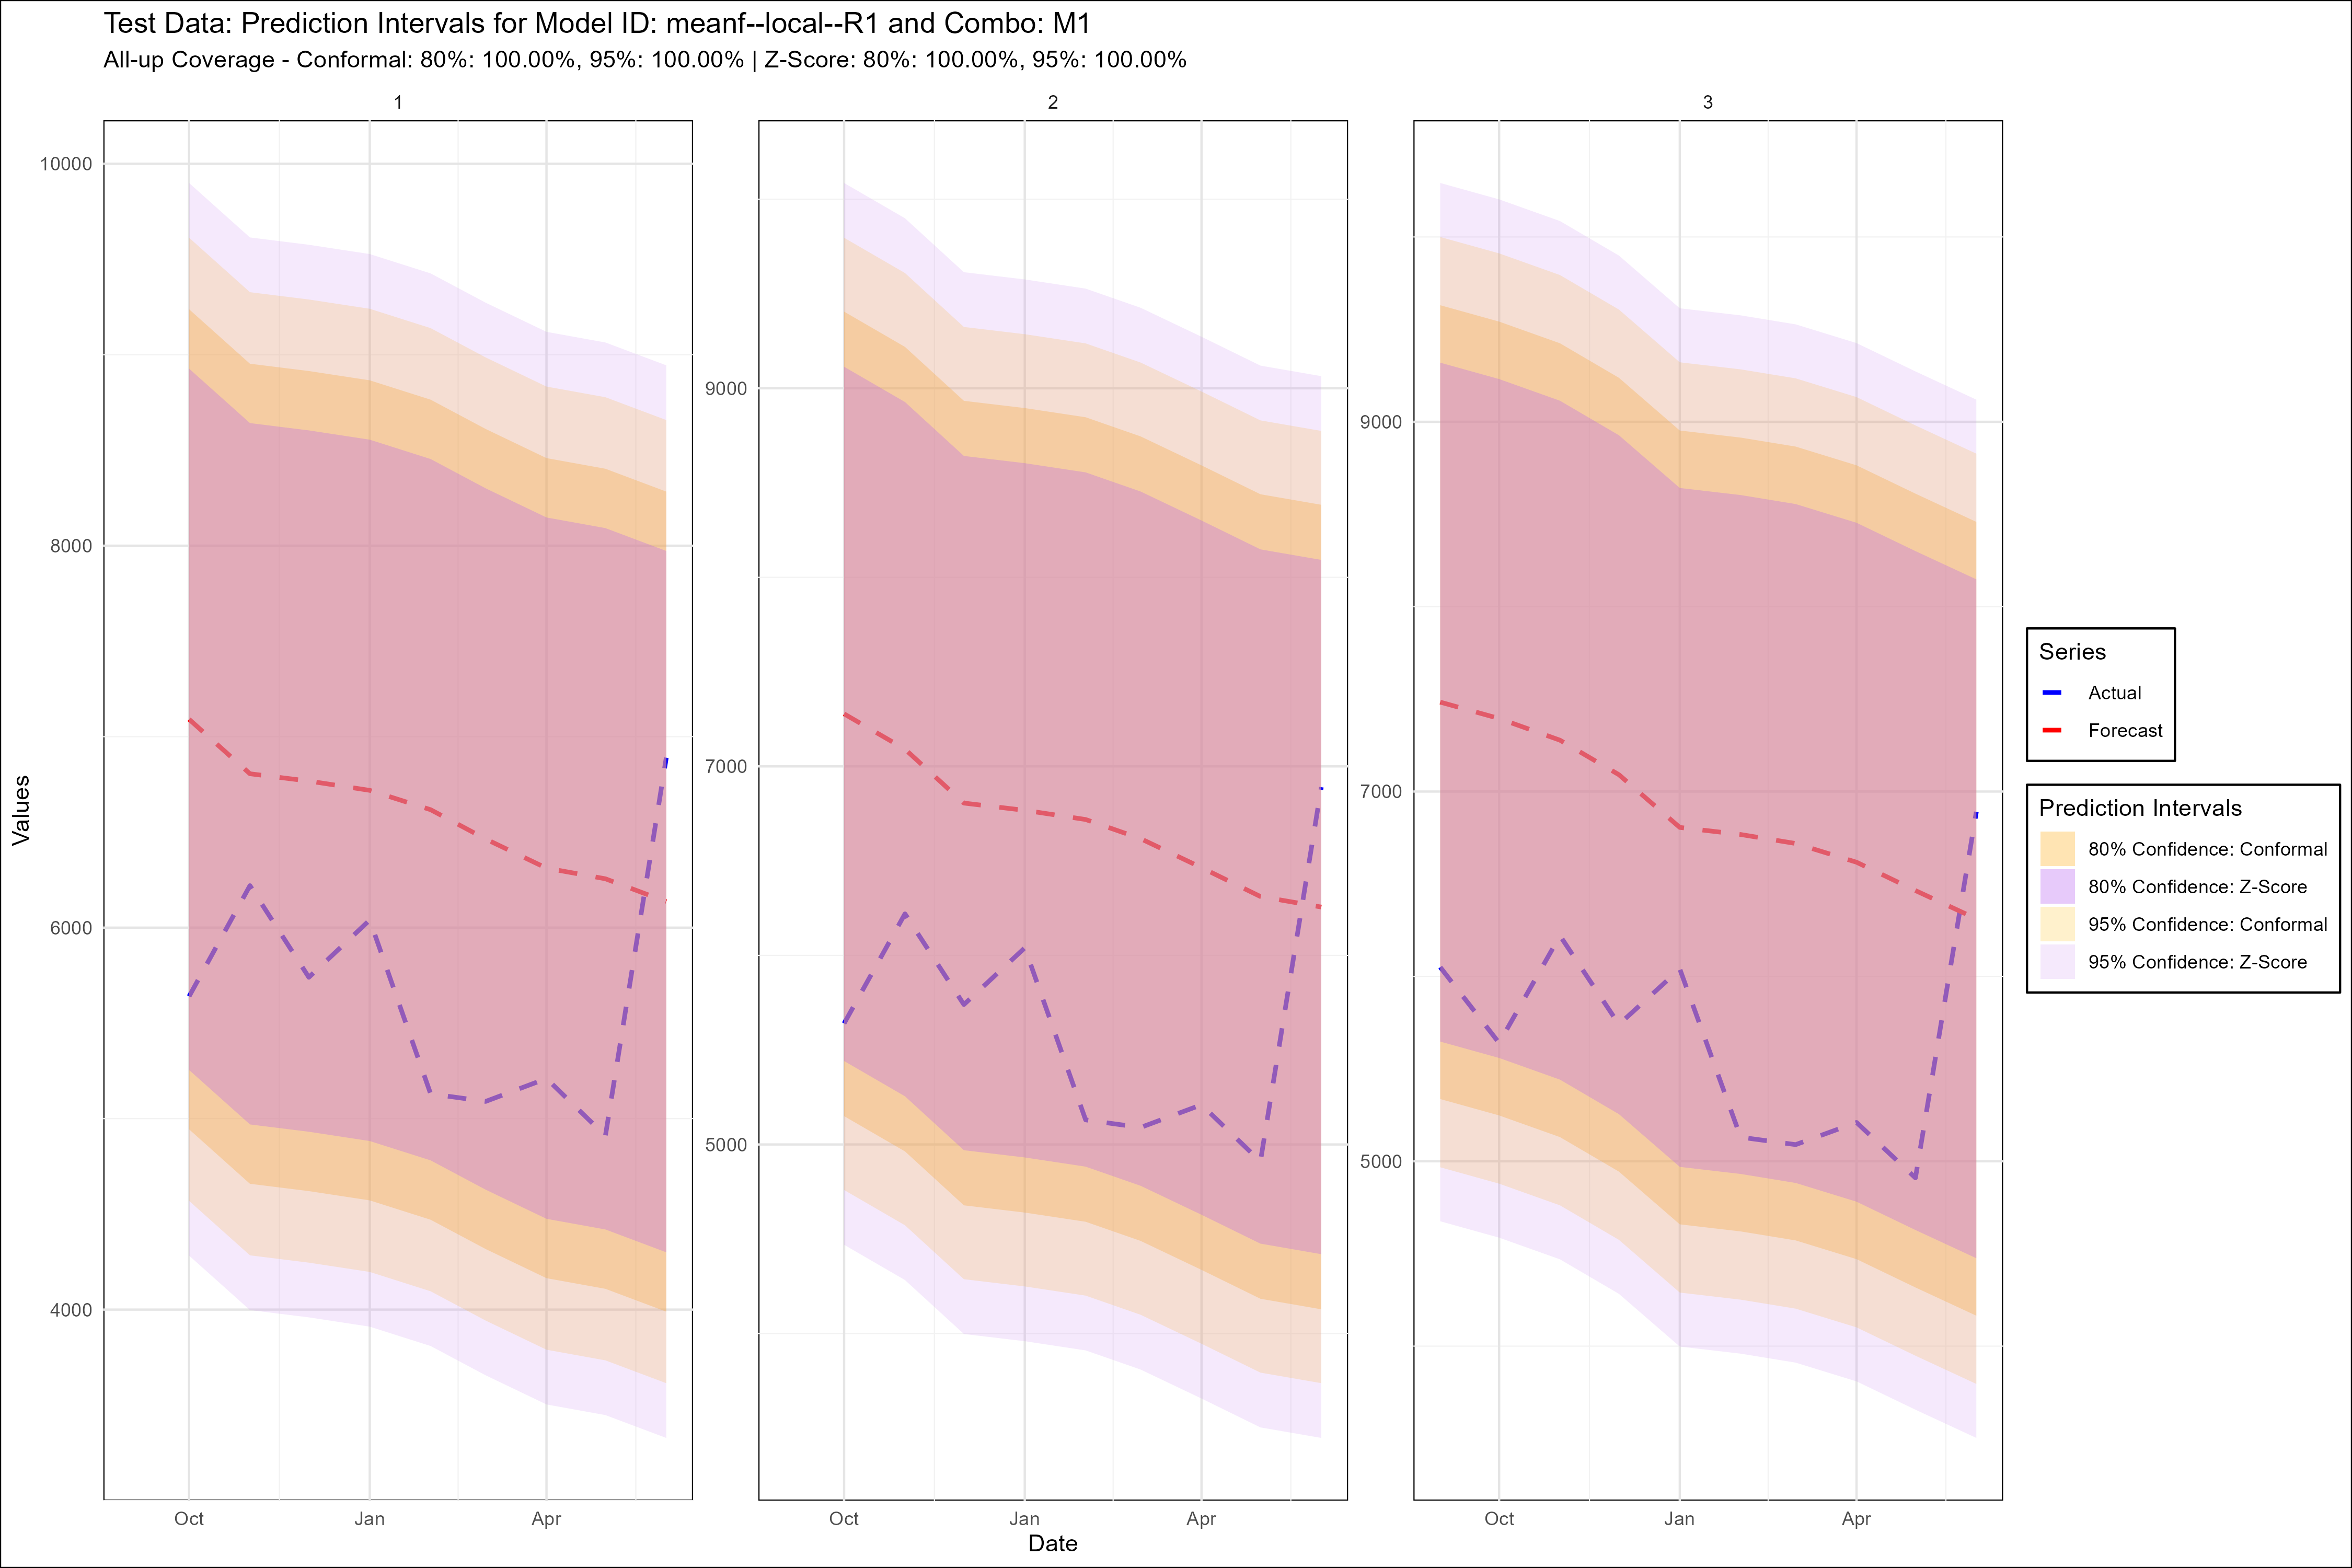 Test Data: Prediction Intervals for Model ID: meanf--local--R1 and Combo: M1
All-up Coverage - Conformal: 80%: 100.00%, 95%: 100.00% | Z-Score: 80%: 100.00%, 95%: 100.00%
1
2
3
Values
10000
8000
6000
4000
9000
7000
5000
9000
7000
5000
Oct
Jan
Apr
Oct
Jan
Apr
Oct
Jan
Apr
Date
Series
Actual
Forecast
Prediction Intervals
80% Confidence: Conformal
80% Confidence: Z-Score
95% Confidence: Conformal
95% Confidence: Z-Score